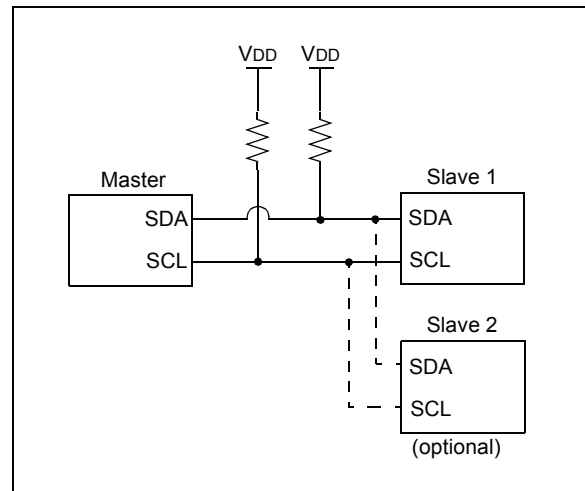 VDD VDD
Master
SDA
SCL
Slave 1
SDA
SCL
Slave 2
SDA
SCL
(optional)